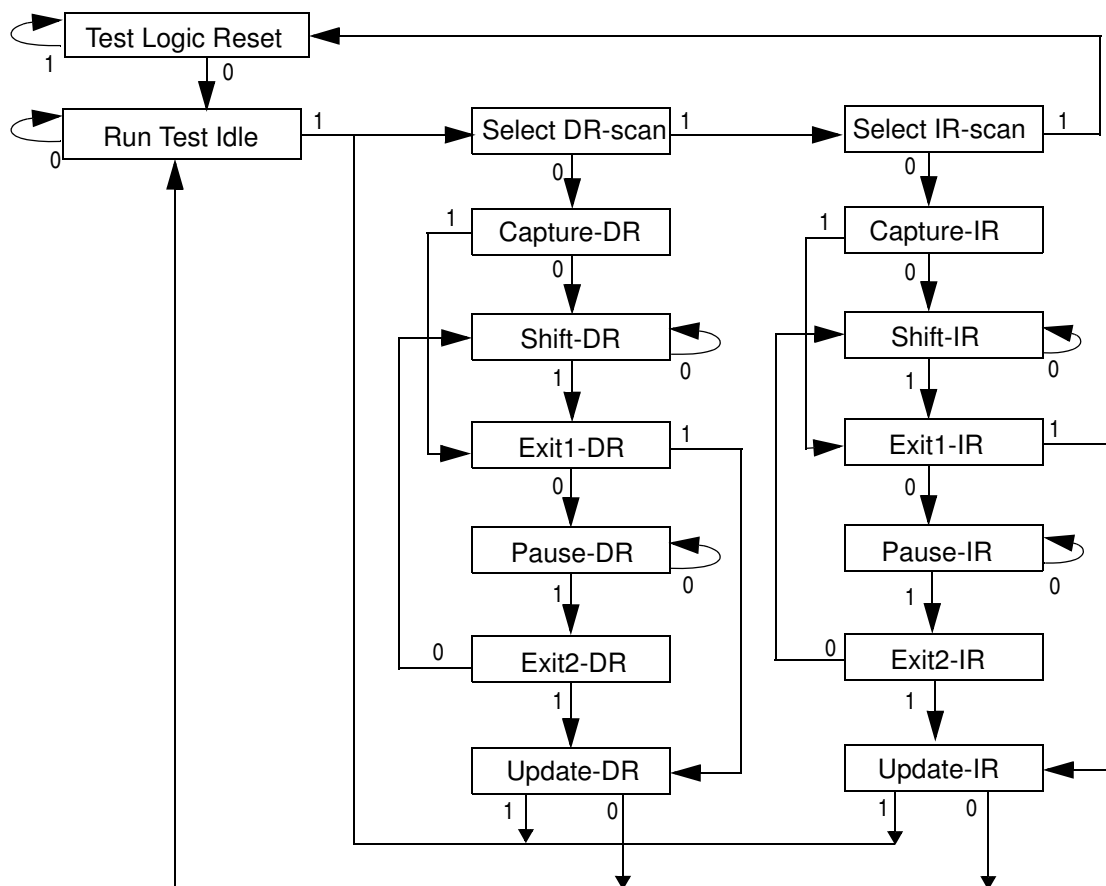 Test Logic Reset
1
0
Run Test Idle
0
1
Select DR-scan
1
0
Capture-DR
1
0
Shift-DR
0
1
Exit1-DR
1
0
Pause-DR
0
1
Exit2-DR
0
1
Update-DR
1
0
Select IR-scan
1
0
Capture-IR
1
0
Shift-IR
0
1
Exit1-IR
1
0
Pause-IR
0
1
Exit2-IR
0
1
Update-IR
1
0